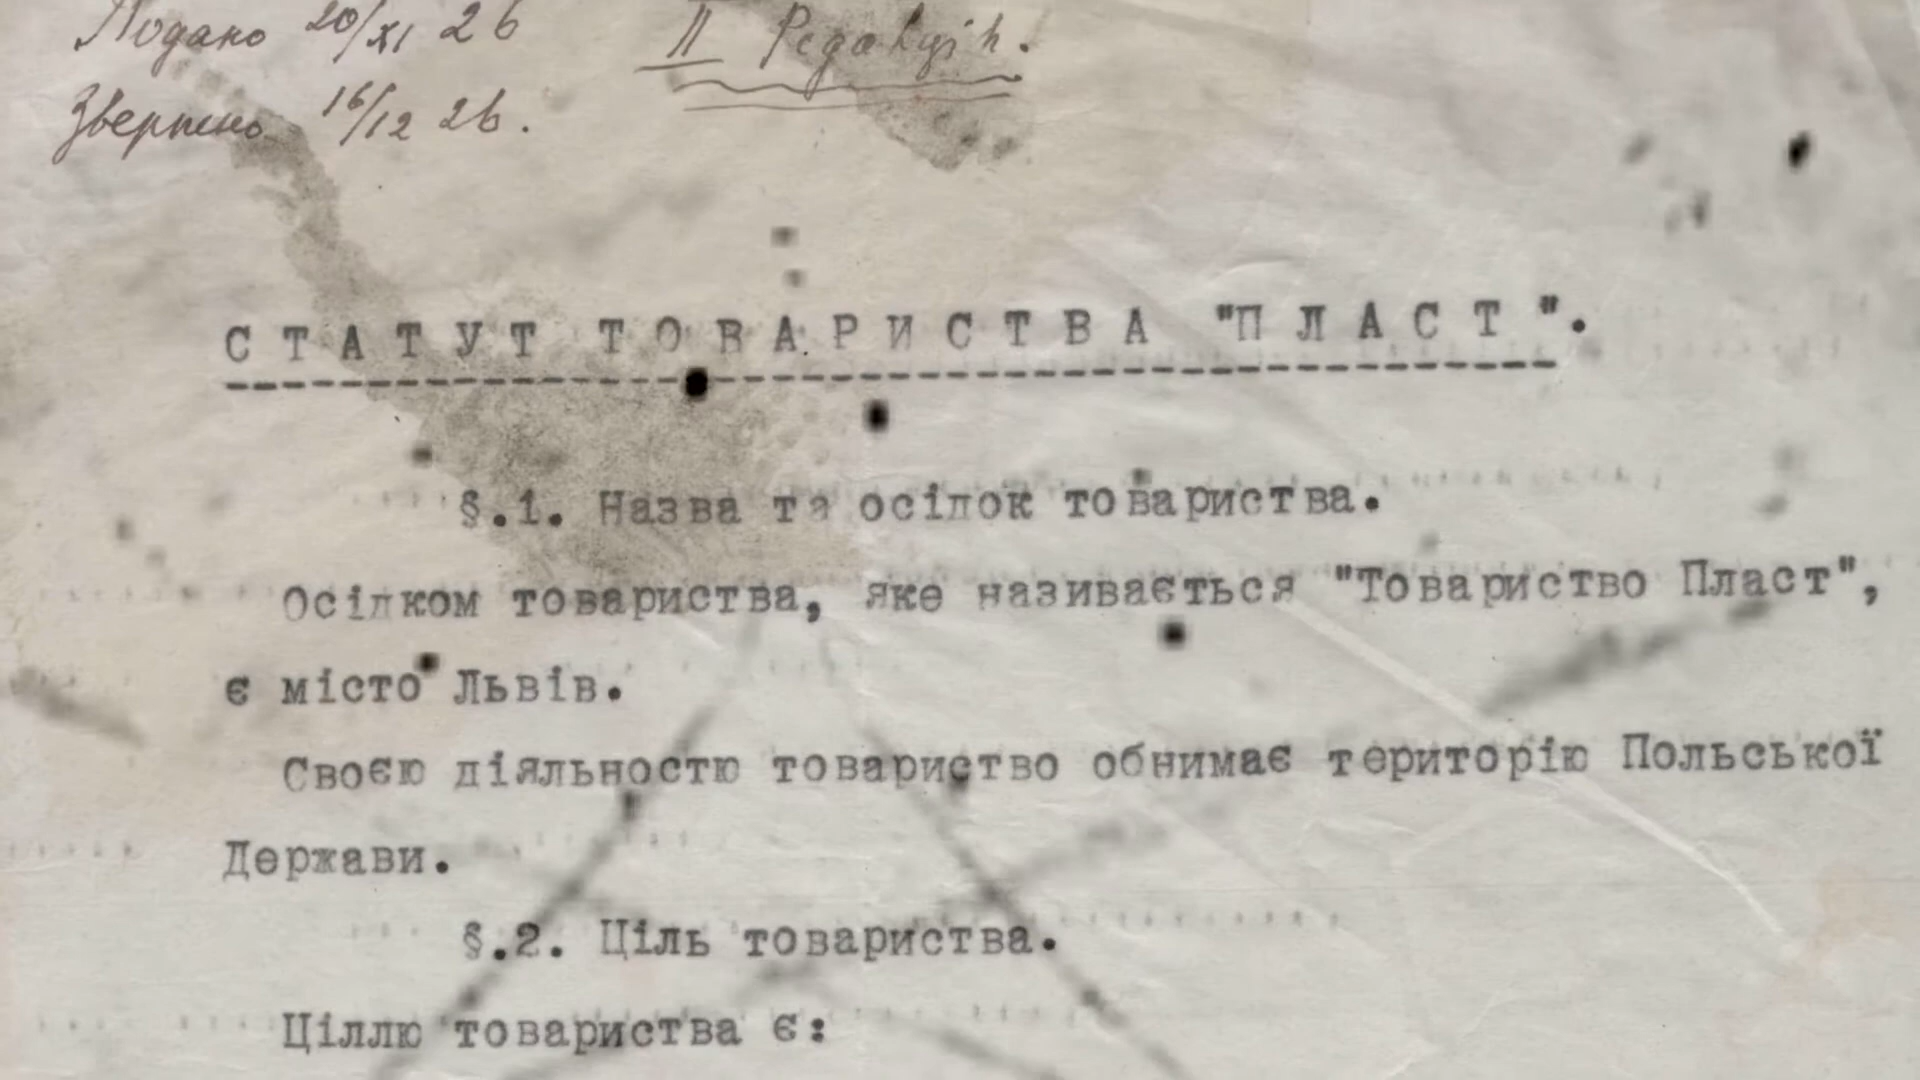 Подано 20/XI 26
II Редакція.
Звернено 16/12 26.
СТАТУТ ТОВАРИСТВА "ПЛАСТ".
§.1. Назва та осідок товариства.
Осідком товариства, яке називається "Товариство Пласт",
є місто Львів.
Своєю діяльностю товариство обнимає територію Польської
Держави.
§.2. Ціль товариства.
Ціллю товариства є: